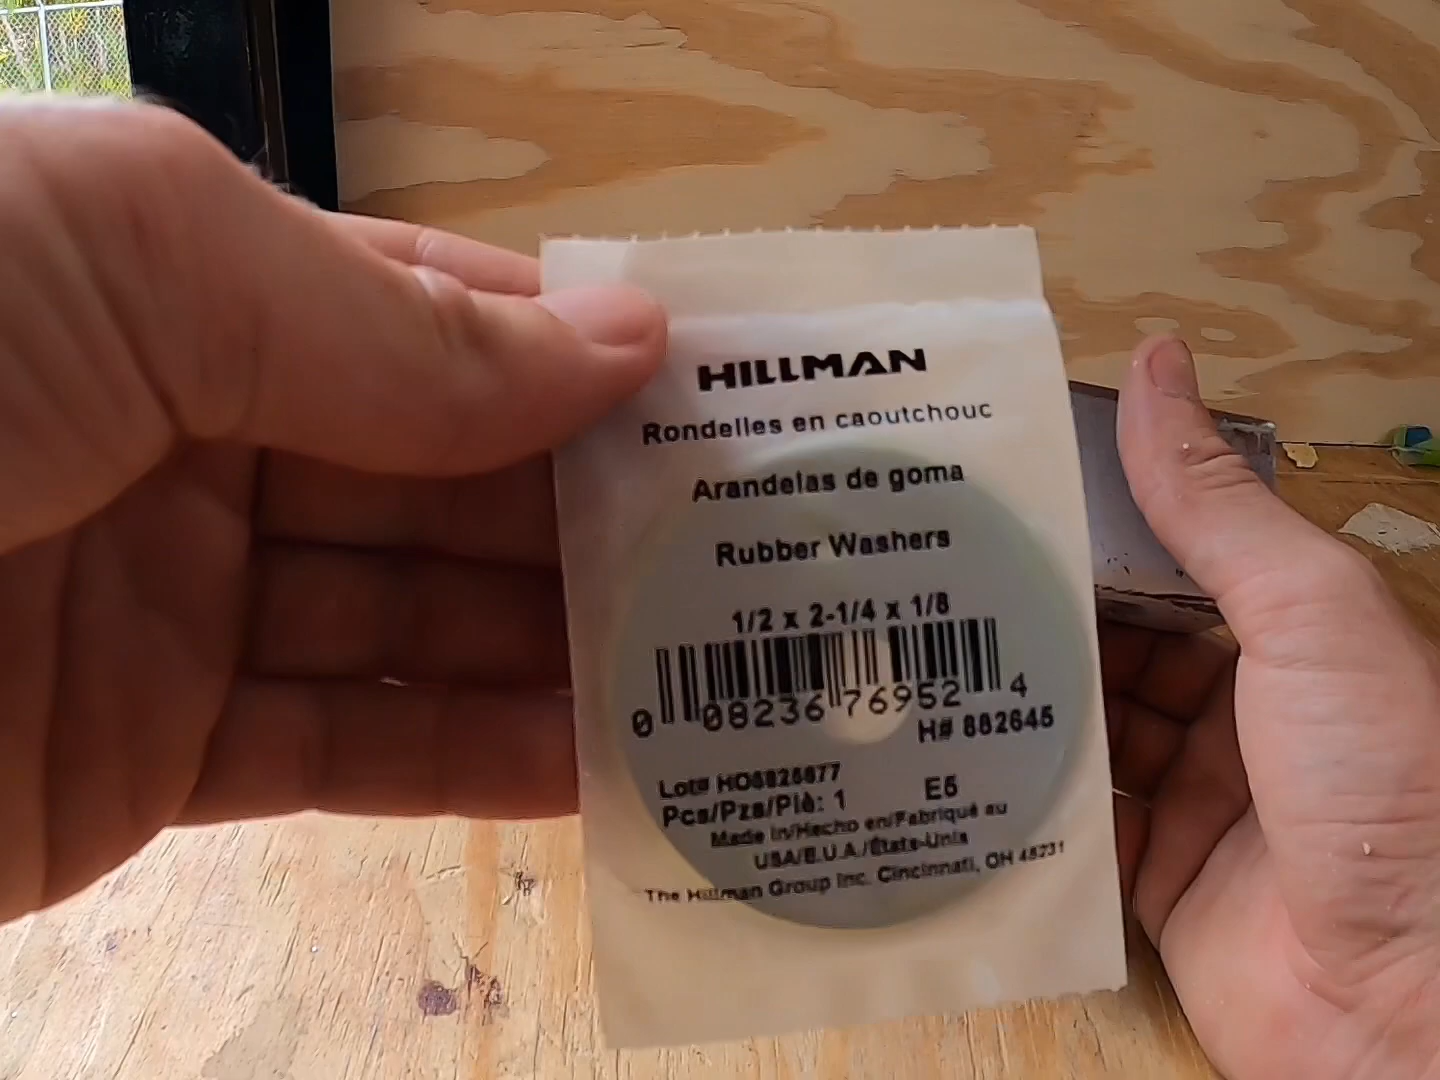 HILLMAN
Rondelles en caoutchouc
Arandelas de goma
Rubber Washers
1/2 x 2-1/4 x 1/8
0 08236 76952 4
H# 882645
Lot# HO5825877
Pcs/Pzs/Piè: 1 E5
Made in/Hecho en/Fabriqué au
USA/E.U.A./États-Unis
The Hillman Group Inc. Cincinnati, OH 45231